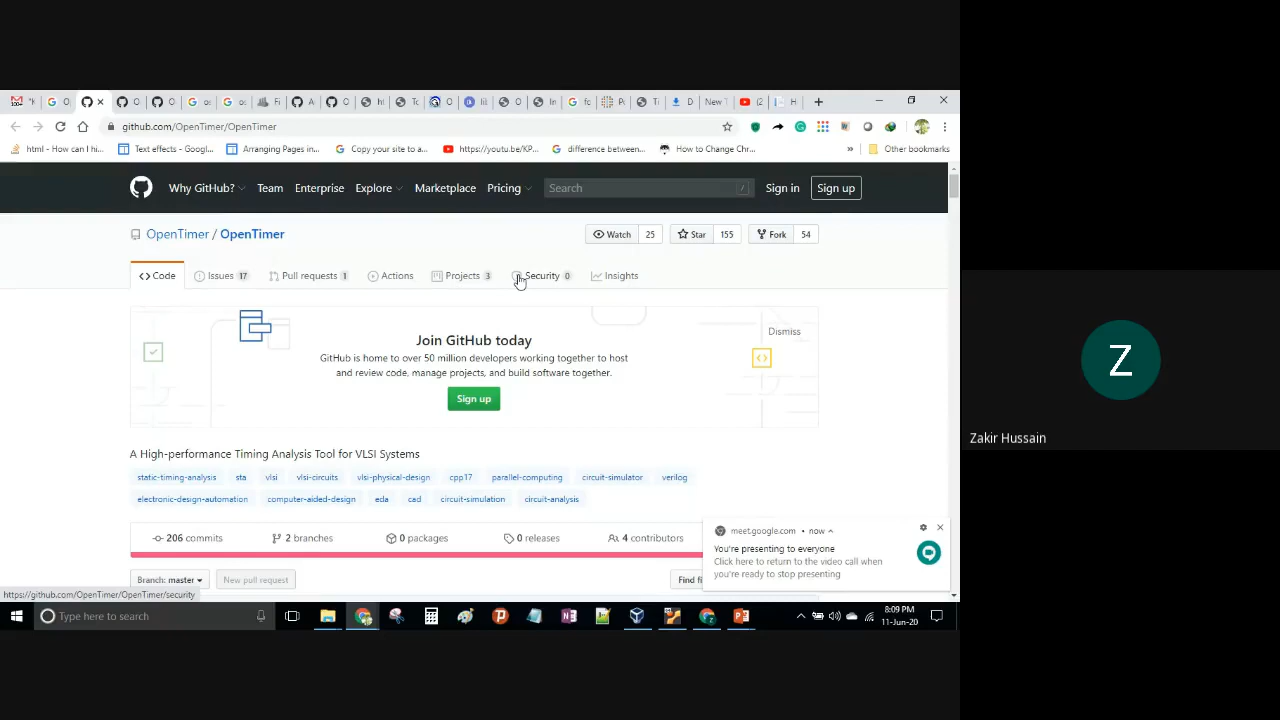 github.com/OpenTimer/OpenTimer
html - How can I hi...
Text effects - Googl...
Arranging Pages in...
Copy your site to a...
https://youtu.be/KP...
difference between...
How to Change Chr...
Other bookmarks
Why GitHub? Team Enterprise Explore Marketplace Pricing Search / Sign in Sign up
OpenTimer / OpenTimer
Watch 25 Star 155 Fork 54
<> Code Issues 17 Pull requests 1 Actions Projects 3 Security 0 Insights
Join GitHub today
Dismiss
GitHub is home to over 50 million developers working together to host
and review code, manage projects, and build software together.
Sign up
A High-performance Timing Analysis Tool for VLSI Systems
static-timing-analysis sta vlsi vlsi-circuits vlsi-physical-design cpp17 parallel-computing circuit-simulator verilog
electronic-design-automation computer-aided-design eda cad circuit-simulation circuit-analysis
206 commits 2 branches 0 packages 0 releases 4 contributors
Branch: master New pull request Find fi
meet.google.com • now
You're presenting to everyone
Click here to return to the video call when
you're ready to stop presenting
https://github.com/OpenTimer/OpenTimer/security
Type here to search
8:09 PM
11-Jun-20
Z
Zakir Hussain